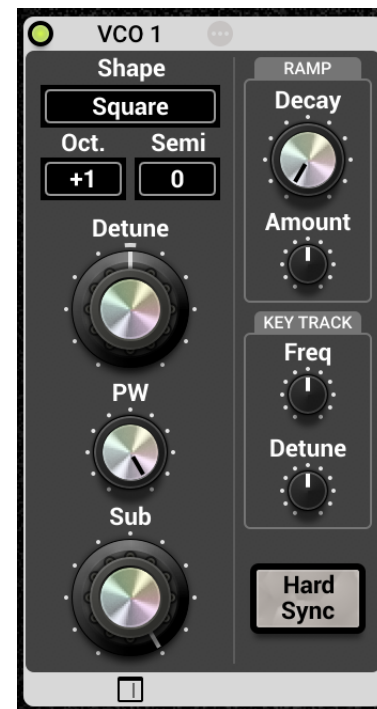 VCO 1
Shape
Square
Oct. Semi
+1 0
Detune
PW
Sub
RAMP
Decay
Amount
KEY TRACK
Freq
Detune
Hard
Sync